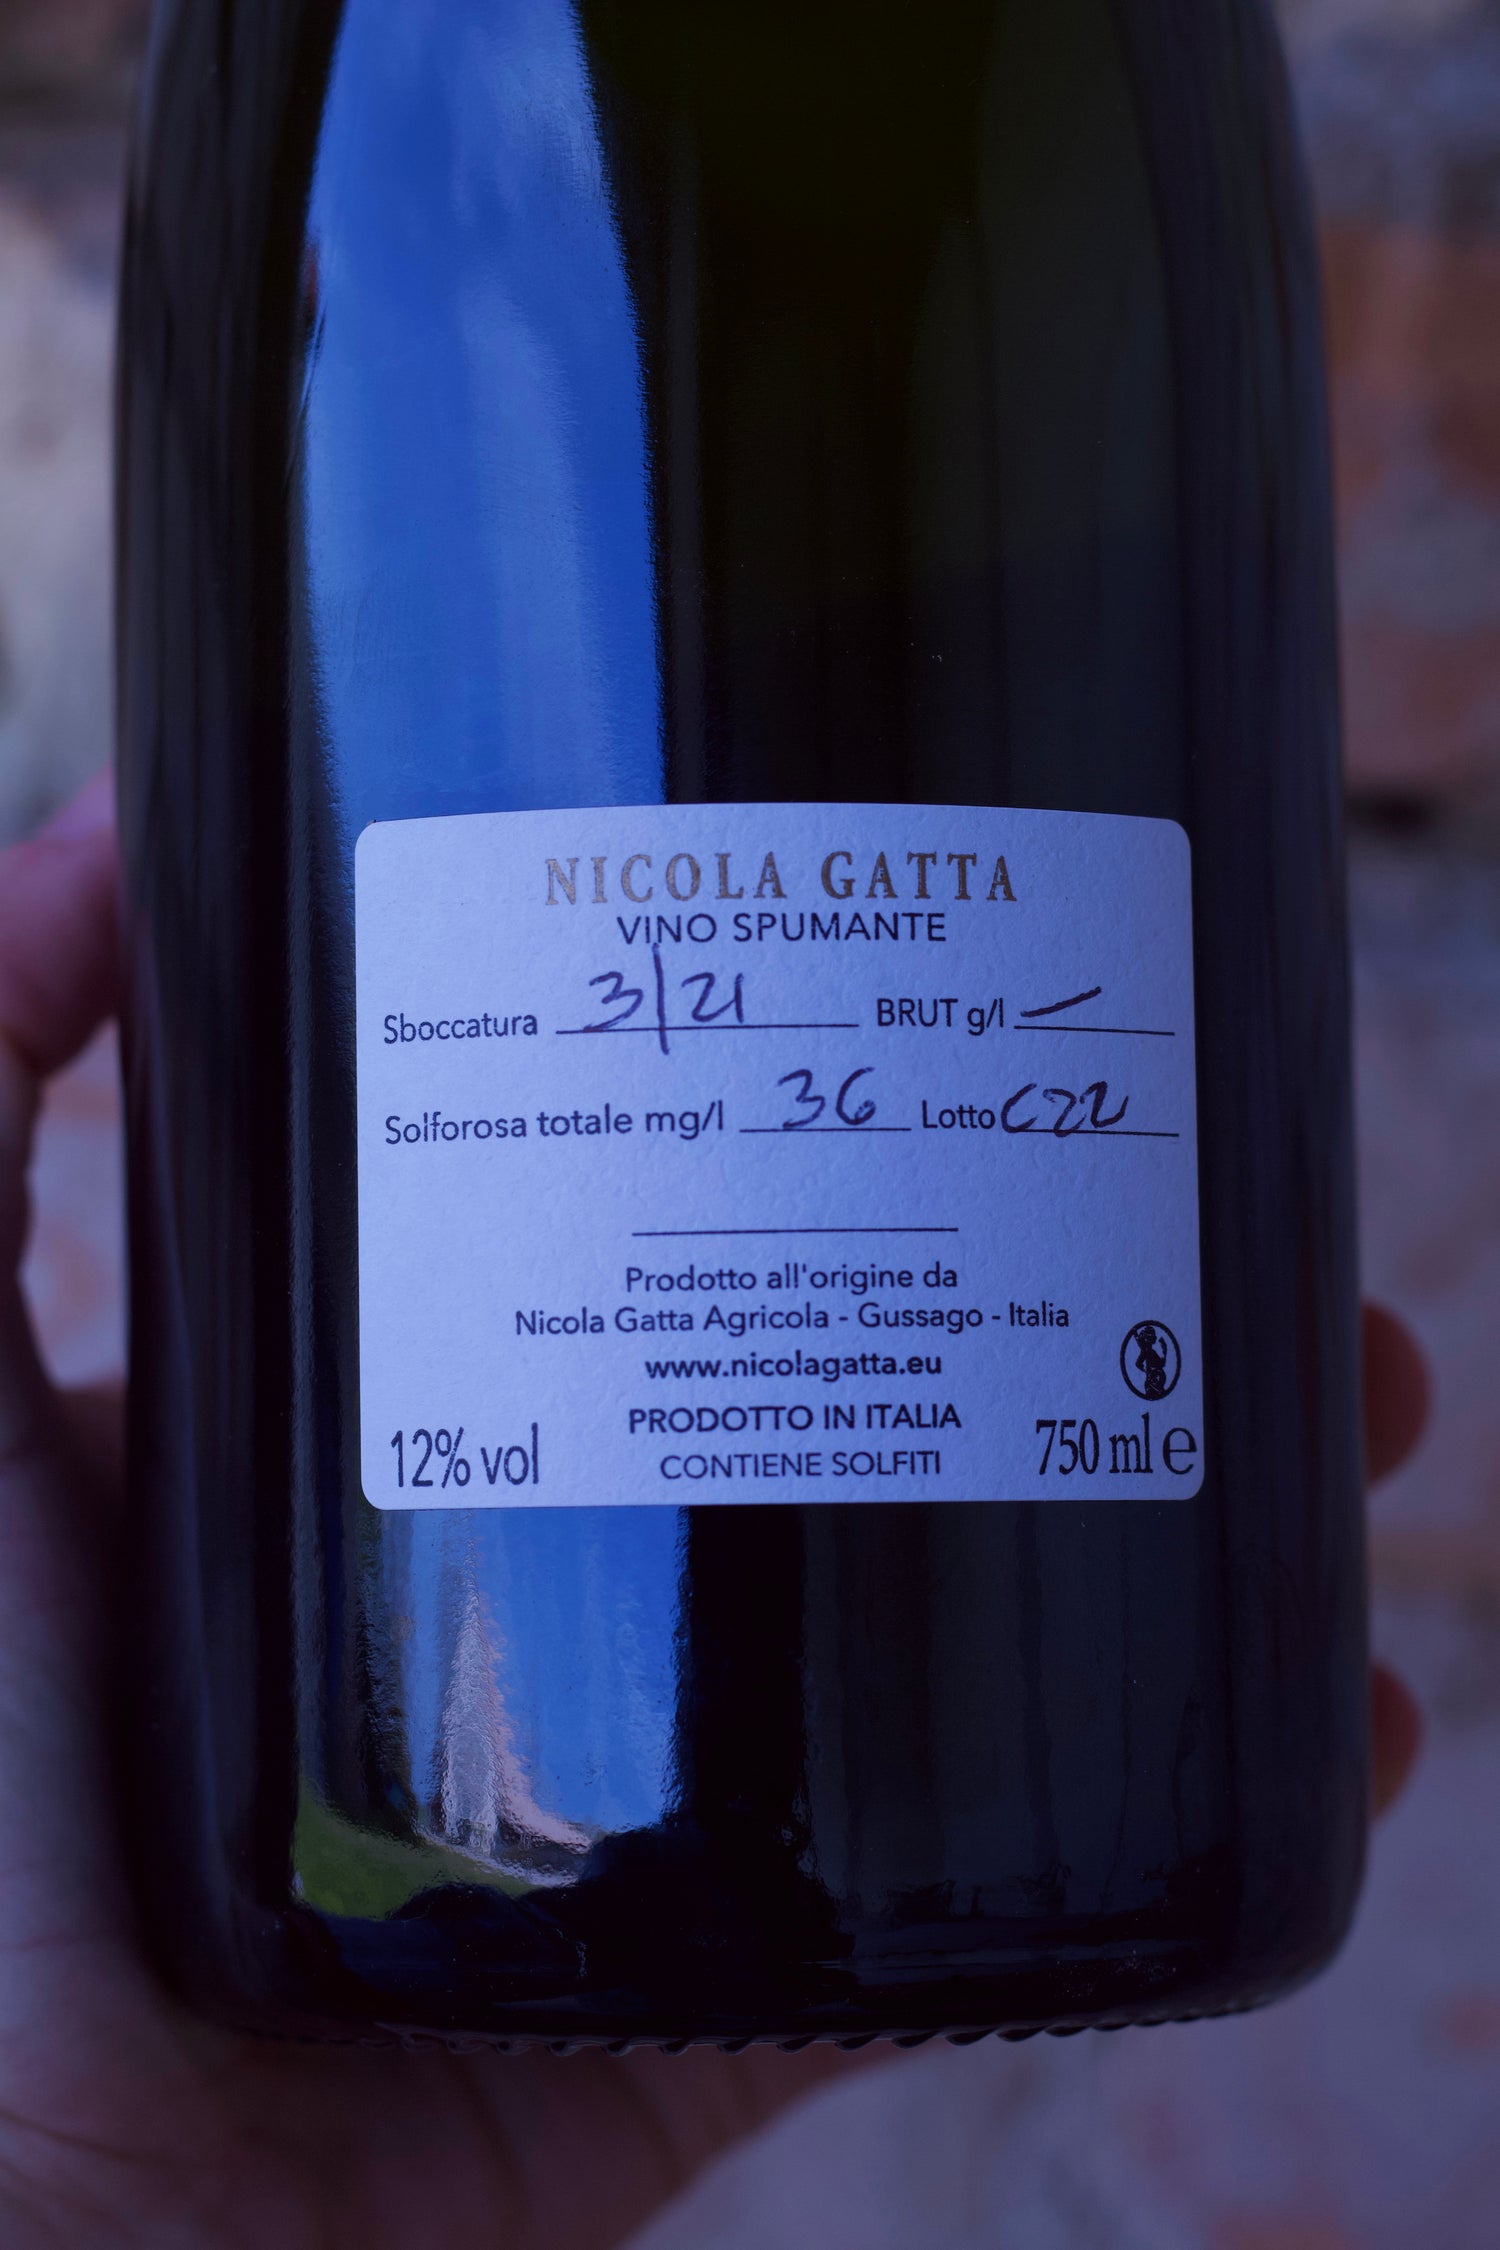 NICOLA GATTA
VINO SPUMANTE
Sboccatura 3/21 BRUT g/l —
Solforosa totale mg/l 36 Lotto C22
Prodotto all'origine da
Nicola Gatta Agricola - Gussago - Italia
www.nicolagatta.eu
PRODOTTO IN ITALIA
12% vol CONTIENE SOLFITI 750 ml e